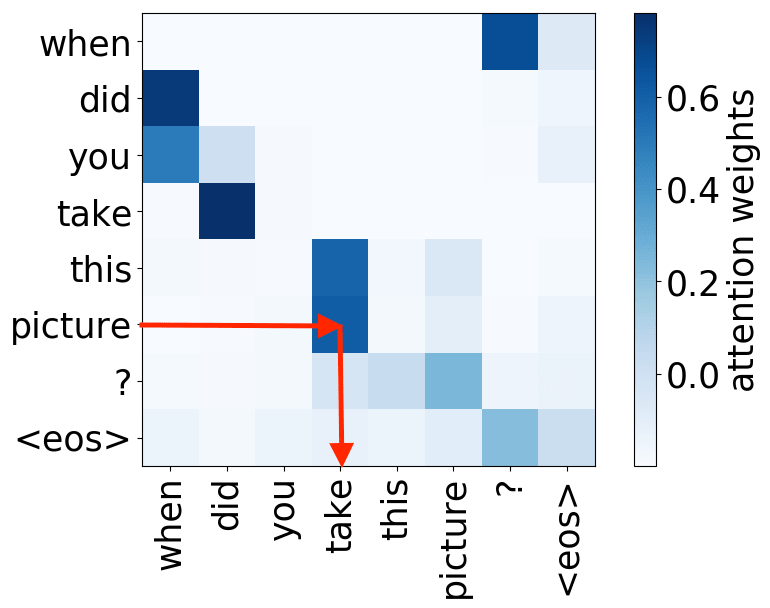 when
did
you
take
this
picture
?
<eos>
when
did
you
take
this
picture
?
<eos>
0.6
0.4
0.2
0.0
attention weights